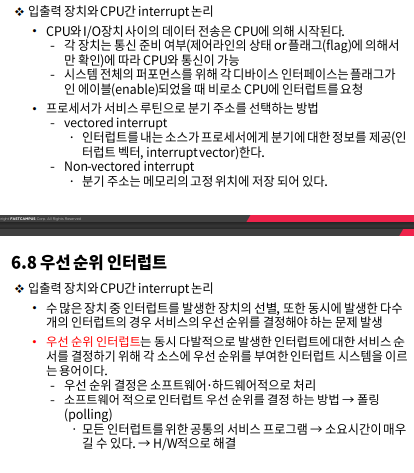 ❖ 입출력 장치와 CPU간 interrupt 논리
• CPU와 I/O장치 사이의 데이터 전송은 CPU에 의해 시작된다.
- 각 장치는 통신 준비 여부(제어라인의 상태 or 플래그(flag)에 의해서
만 확인)에 따라 CPU와 통신이 가능
- 시스템 전체의 퍼포먼스를 위해 각 디바이스 인터페이스는 플래그가
인 에이블(enable)되었을 때 비로소 CPU에 인터럽트를 요청
• 프로세서가 서비스 루틴으로 분기 주소를 선택하는 방법
- vectored interrupt
· 인터럽트를 내는 소스가 프로세서에게 분기에 대한 정보를 제공(인
터럽트 벡터, interrupt vector)한다.
- Non-vectored interrupt
· 분기 주소는 메모리의 고정 위치에 저장 되어 있다.
FASTCAMPUS Corp. All Rights Reserved
6.8 우선 순위 인터럽트
❖ 입출력 장치와 CPU간 interrupt 논리
• 수 많은 장치 중 인터럽트를 발생한 장치의 선별, 또한 동시에 발생한 다수
개의 인터럽트의 경우 서비스의 우선 순위를 결정해야 하는 문제 발생
• 우선 순위 인터럽트는 동시 다발적으로 발생한 인터럽트에 대한 서비스 순
서를 결정하기 위해 각 소스에 우선 순위를 부여한 인터럽트 시스템을 이르
는 용어이다.
- 우선 순위 결정은 소프트웨어·하드웨어적으로 처리
- 소프트웨어 적으로 인터럽트 우선 순위를 결정 하는 방법 → 폴링
(polling)
· 모든 인터럽트를 위한 공통의 서비스 프로그램 → 소요시간이 매우
길 수 있다. → H/W적으로 해결